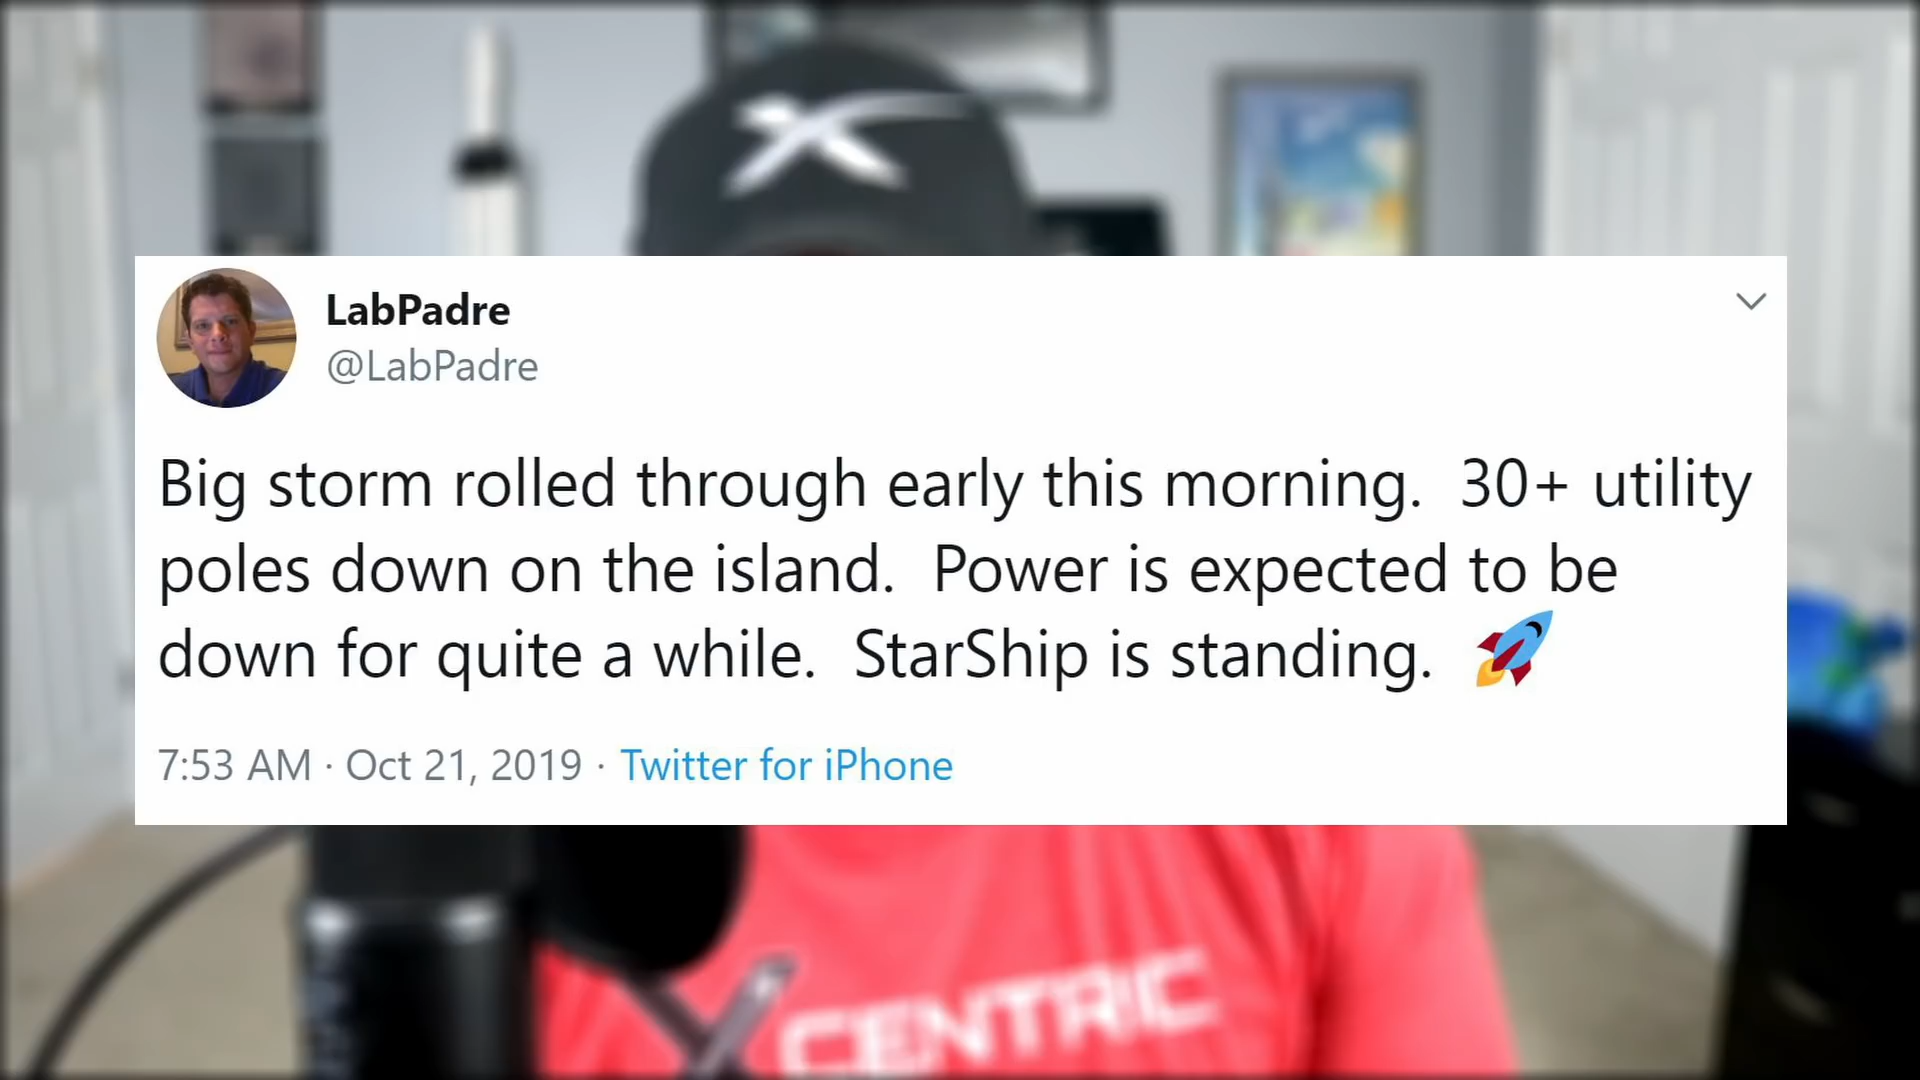 LabPadre
@LabPadre
Big storm rolled through early this morning. 30+ utility
poles down on the island. Power is expected to be
down for quite a while. StarShip is standing. 🚀
7:53 AM · Oct 21, 2019 · Twitter for iPhone
CENTRIC